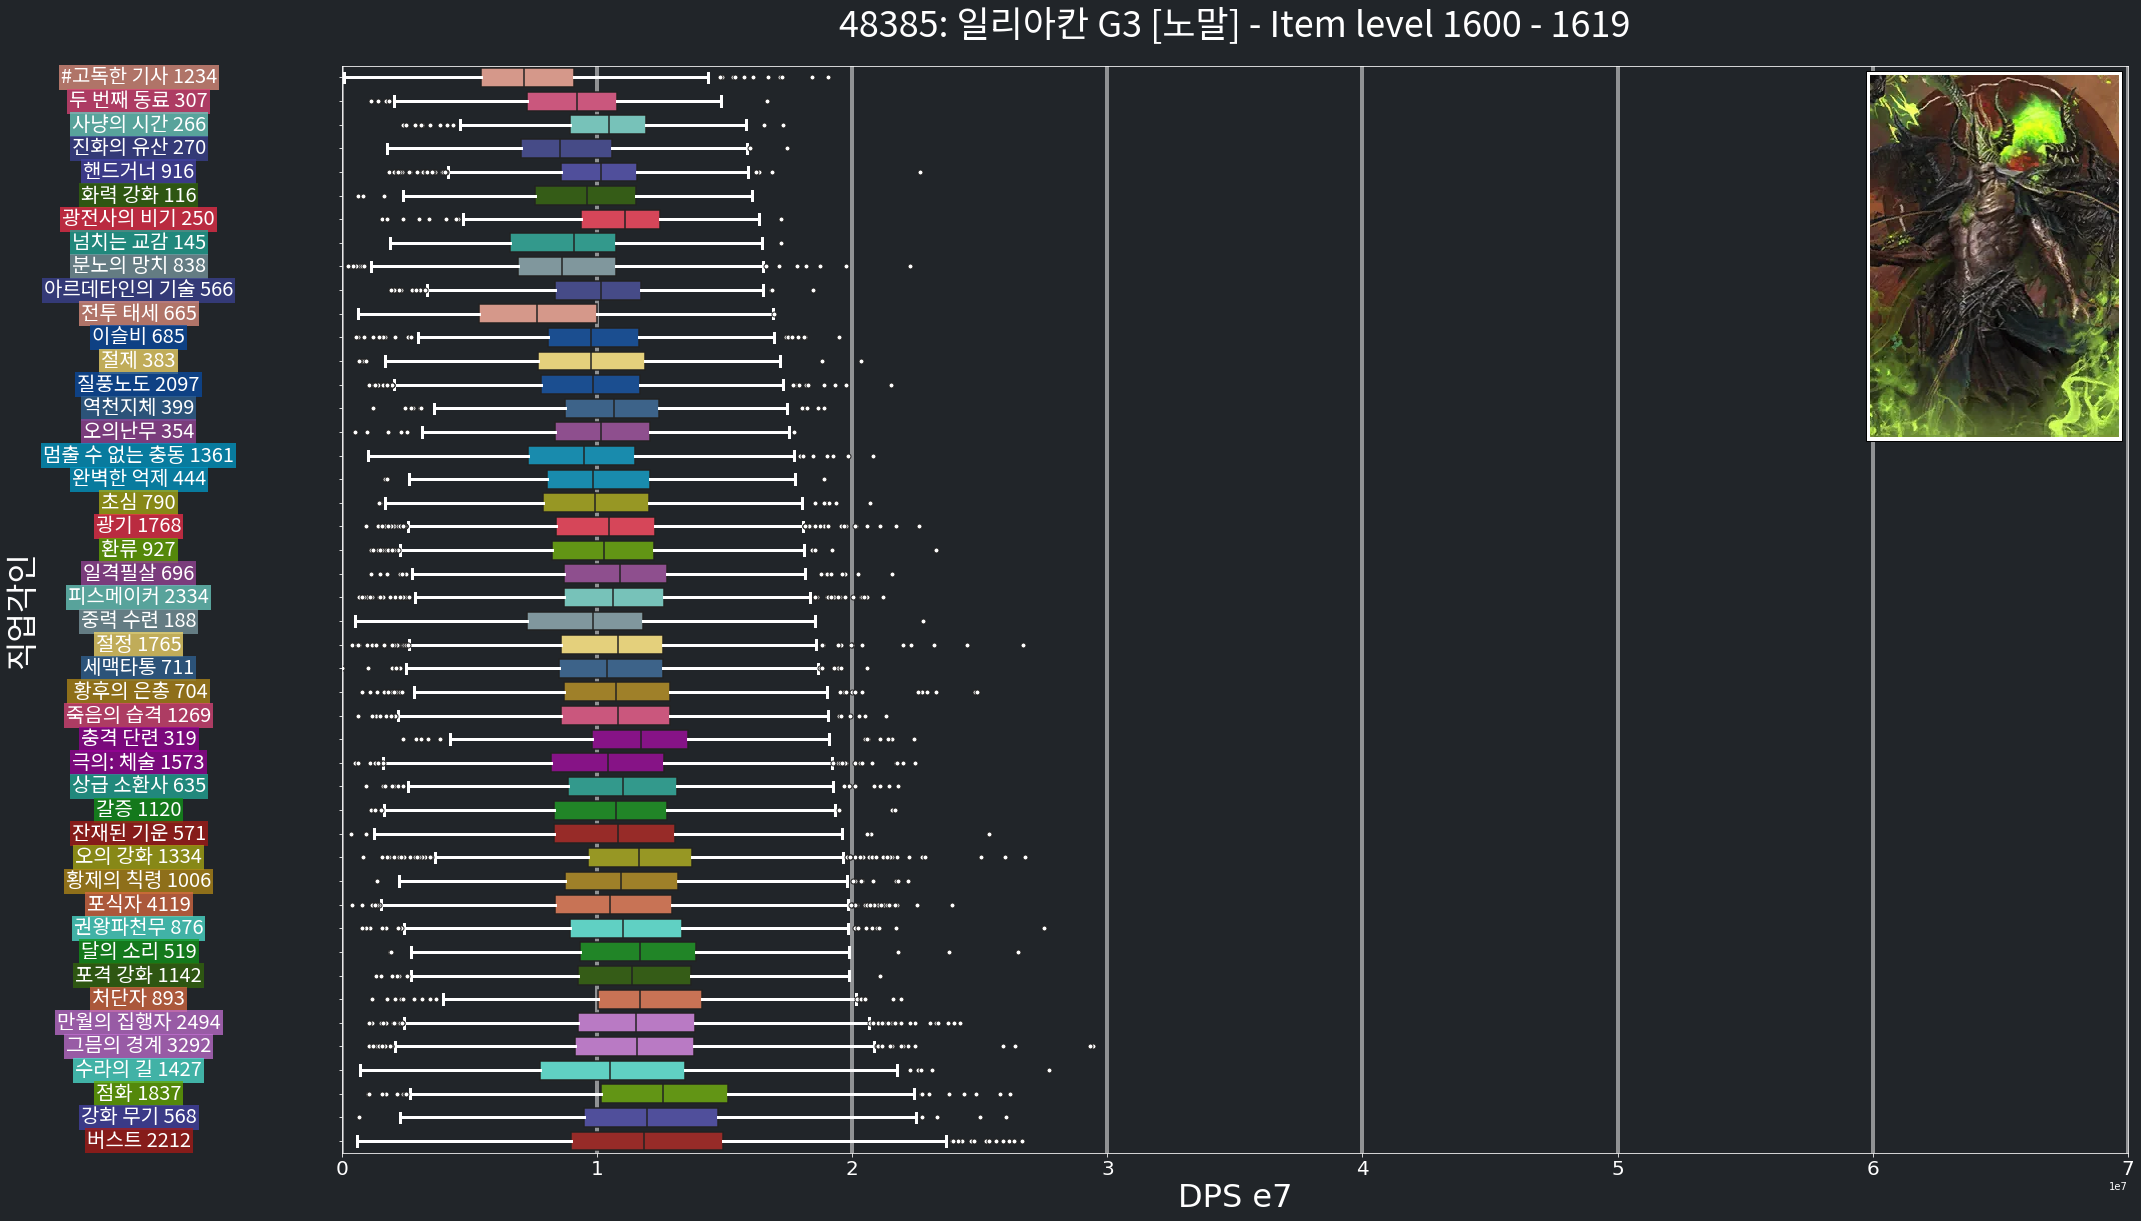 48385: 일리아칸 G3 [노말] - Item level 1600 - 1619
직업각인
#고독한 기사 1234
두 번째 동료 307
사냥의 시간 266
진화의 유산 270
핸드거너 916
화력 강화 116
광전사의 비기 250
넘치는 교감 145
분노의 망치 838
아르데타인의 기술 566
전투 태세 665
이슬비 685
절제 383
질풍노도 2097
역천지체 399
오의난무 354
멈출 수 없는 충동 1361
완벽한 억제 444
초심 790
광기 1768
환류 927
일격필살 696
피스메이커 2334
중력 수련 188
절정 1765
세맥타통 711
황후의 은총 704
죽음의 습격 1269
충격 단련 319
극의: 체술 1573
상급 소환사 635
갈증 1120
잔재된 기운 571
오의 강화 1334
황제의 칙령 1006
포식자 4119
권왕파천무 876
달의 소리 519
포격 강화 1142
처단자 893
만월의 집행자 2494
그믐의 경계 3292
수라의 길 1427
점화 1837
강화 무기 568
버스트 2212
0 1 2 3 4 5 6 7
1e7
DPS e7